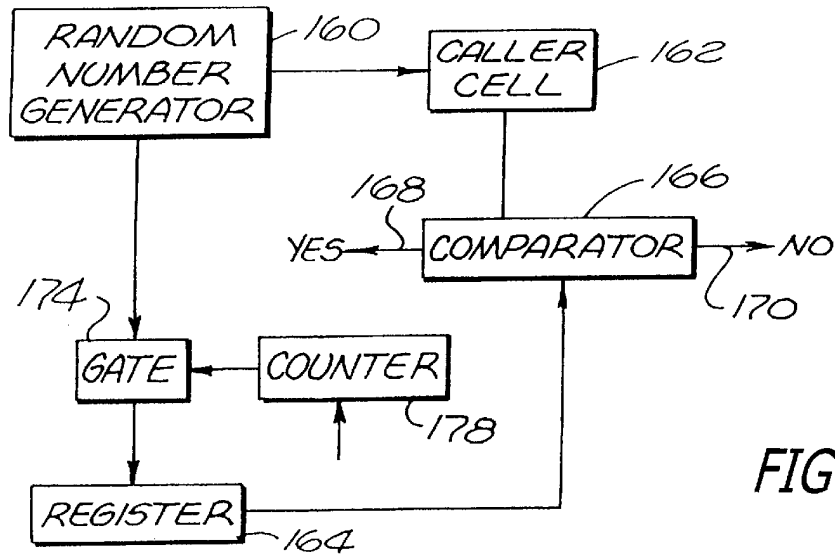 RANDOM
NUMBER
GENERATOR
160
CALLER
CELL
162
168
166
YES
COMPARATOR
NO
170
174
GATE
COUNTER
178
REGISTER
164
FIG